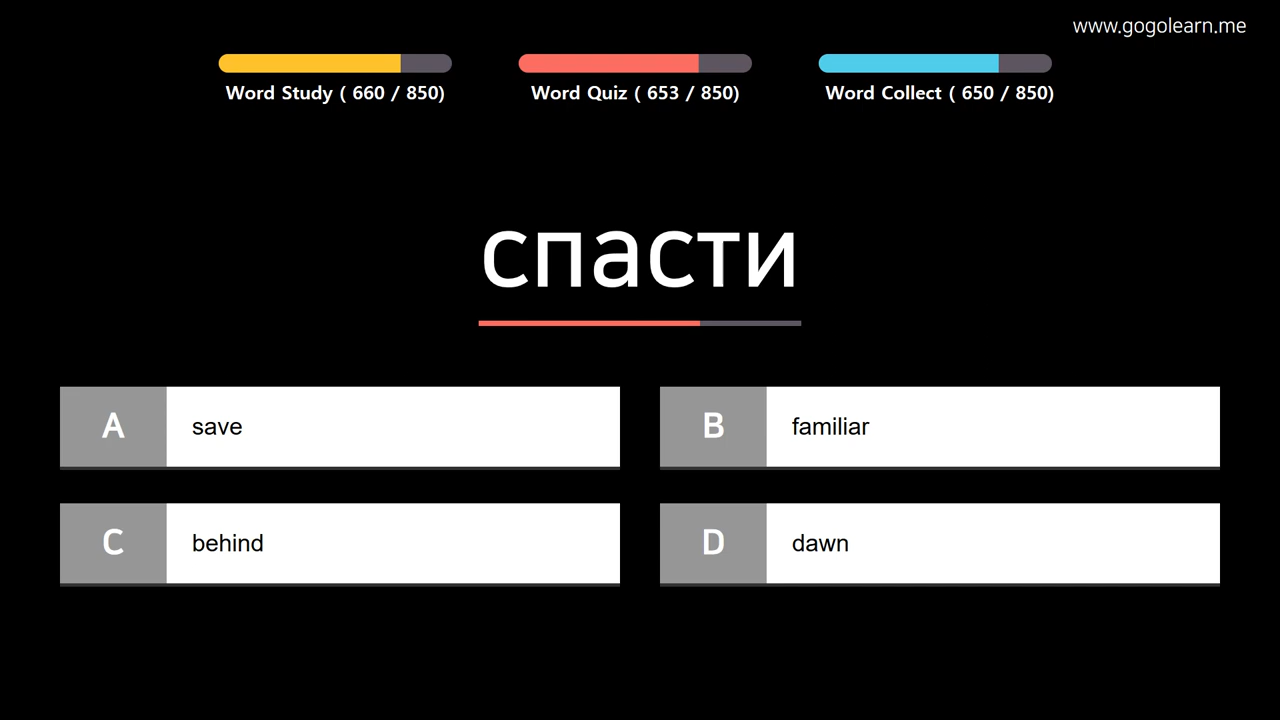 www.gogolearn.me
Word Study ( 660 / 850)
Word Quiz ( 653 / 850)
Word Collect ( 650 / 850)
спасти
A save
B familiar
C behind
D dawn